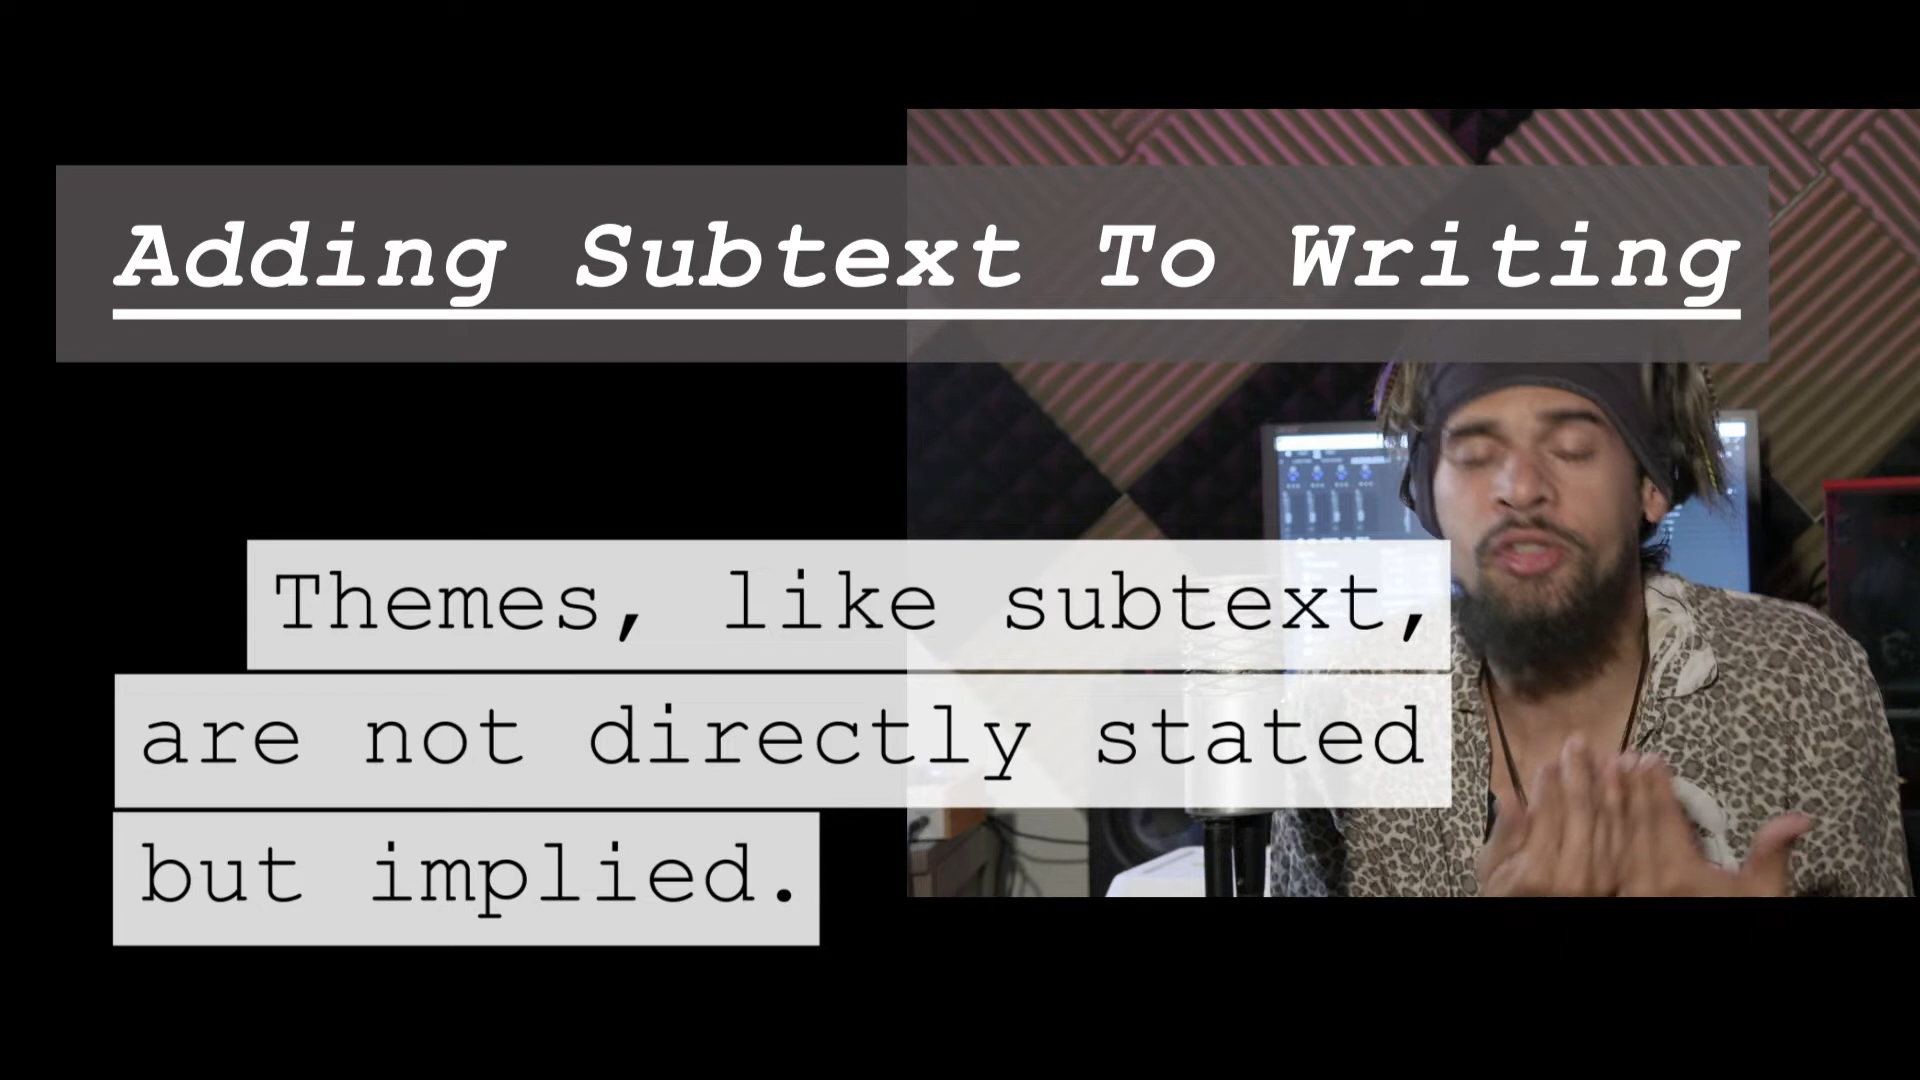 Adding Subtext To Writing
Themes, like subtext,
are not directly stated
but implied.